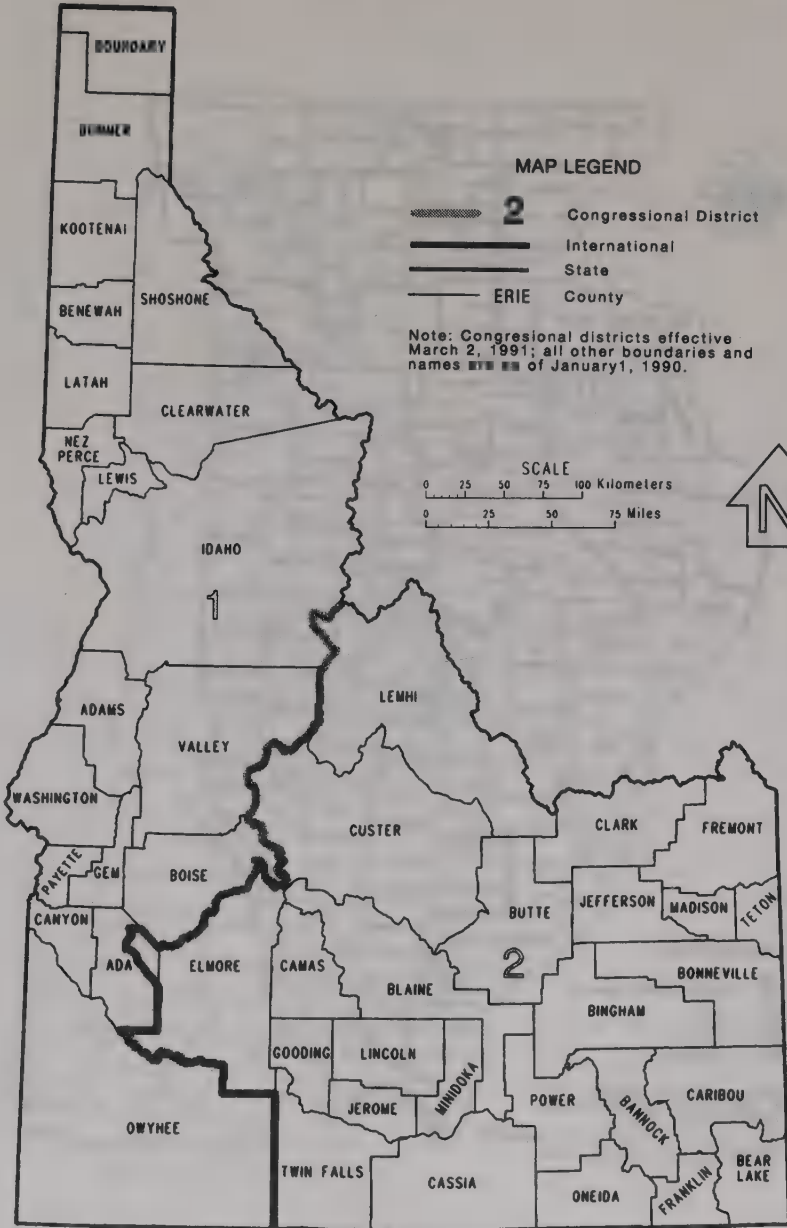 BOUNDARY
MAP LEGEND
2 Congressional District
International
State
ERIE County
Note: Congresional districts effective
March 2, 1991; all other boundaries and
names of January1, 1990.
KOOTENAI
SHOSHONE
BENEWAH
LATAH
CLEARWATER
NEZ
PERCE
LEWIS
SCALE
0 25 50 75 100 Kilometers
0 25 50 75 Miles
N
IDAHO
1
LEMHI
ADAMS
VALLEY
WASHINGTON
CUSTER
CLARK
FREMONT
PAYETTE
GEM
BOISE
BUTTE
JEFFERSON
MADISON
TETON
CANYON
ADA
ELMORE
CAMAS
BLAINE
2
BONNEVILLE
BINGHAM
GOODING
LINCOLN
MINIDOKA
JEROME
POWER
BANNOCK
CARIBOU
OWYHEE
TWIN FALLS
CASSIA
ONEIDA
FRANKLIN
BEAR
LAKE